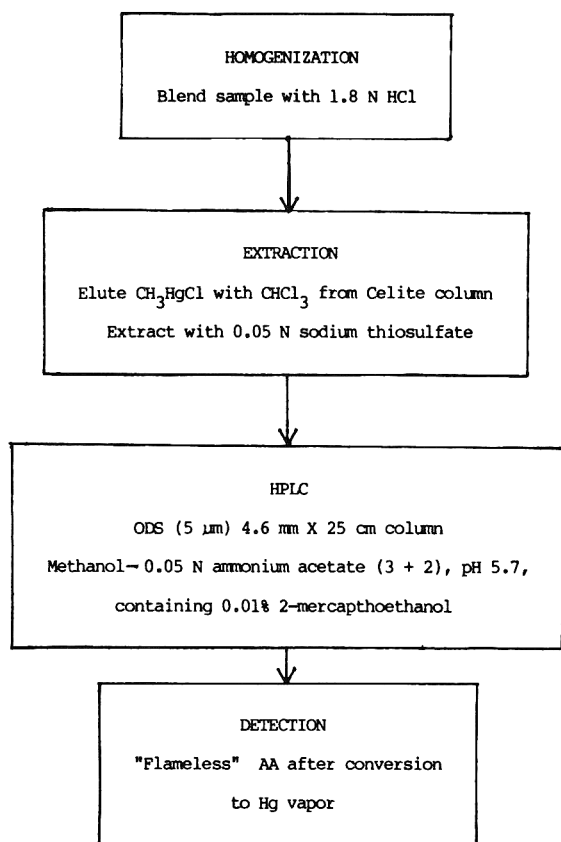 HOMOGENIZATION
Blend sample with 1.8 N HCl
EXTRACTION
Elute CH3HgCl with CHCl3 from Celite column
Extract with 0.05 N sodium thiosulfate
HPLC
ODS (5 µm) 4.6 mm X 25 cm column
Methanol—0.05 N ammonium acetate (3 + 2), pH 5.7,
containing 0.01% 2-mercapthoethanol
DETECTION
"Flameless" AA after conversion
to Hg vapor